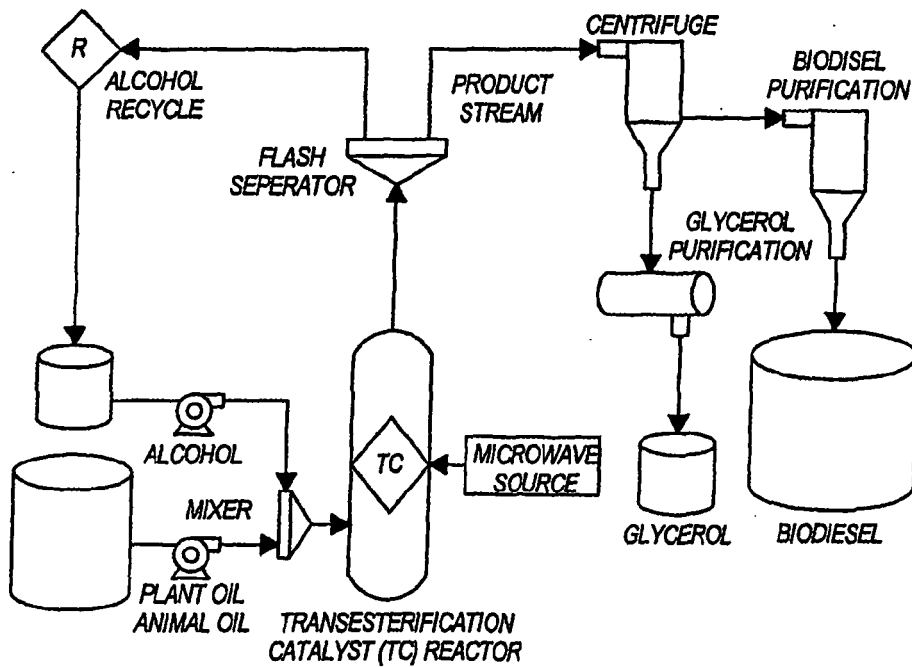 CENTRIFUGE
R
ALCOHOL
RECYCLE
PRODUCT
STREAM
BIODISEL
PURIFICATION
FLASH
SEPERATOR
GLYCEROL
PURIFICATION
ALCOHOL
TC
MICROWAVE
SOURCE
MIXER
GLYCEROL
BIODIESEL
PLANT OIL
ANIMAL OIL
TRANSESTERIFICATION
CATALYST (TC) REACTOR